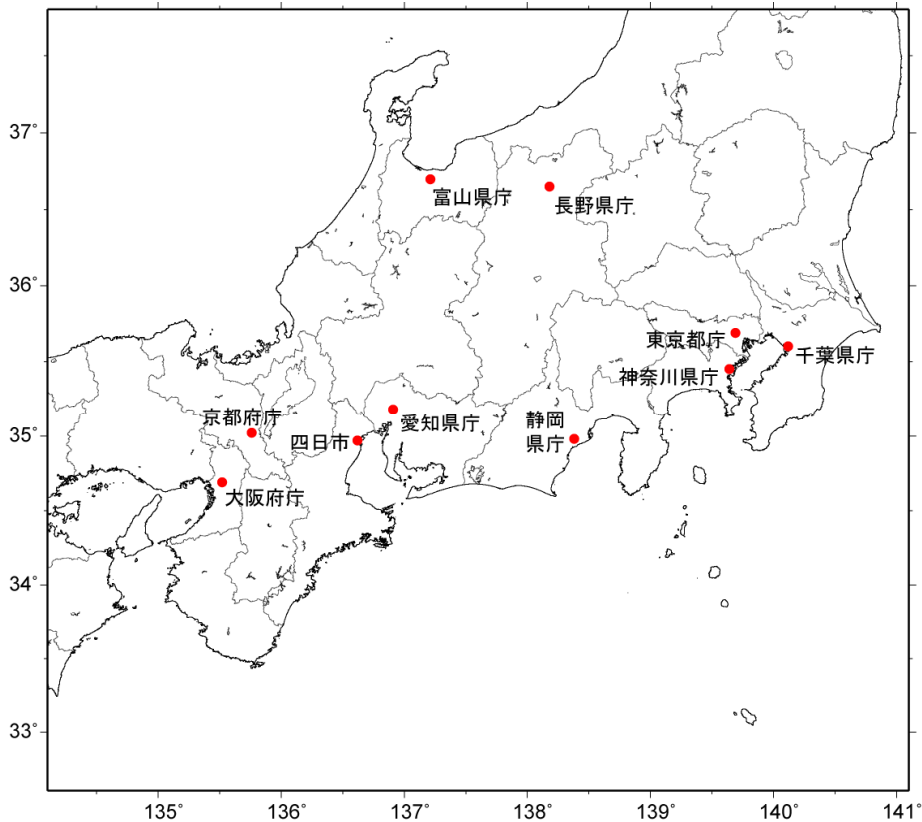 37°
富山県庁
長野県庁
36°
東京都庁
千葉県庁
神奈川県庁
京都府庁
愛知県庁
静岡
県庁
35°
四日市
大阪府庁
34°
33°
135°
136°
137°
138°
139°
140°
141°